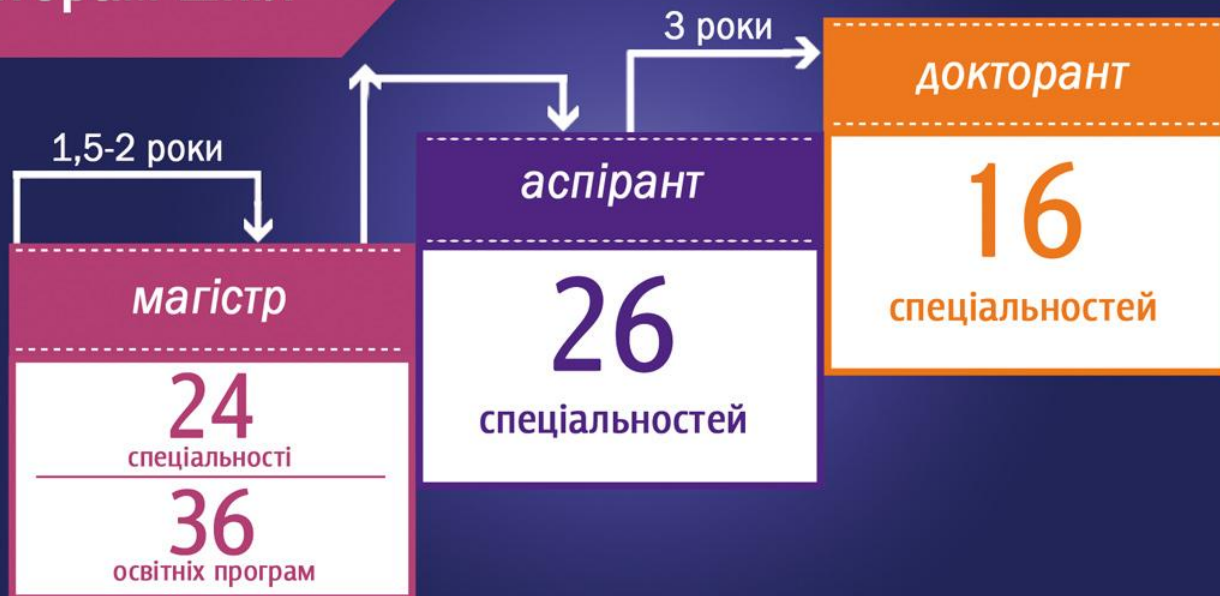 3 роки
докторант
16
спеціальностей
1,5-2 роки
аспірант
26
спеціальностей
магістр
24
спеціальності
36
освітніх програм